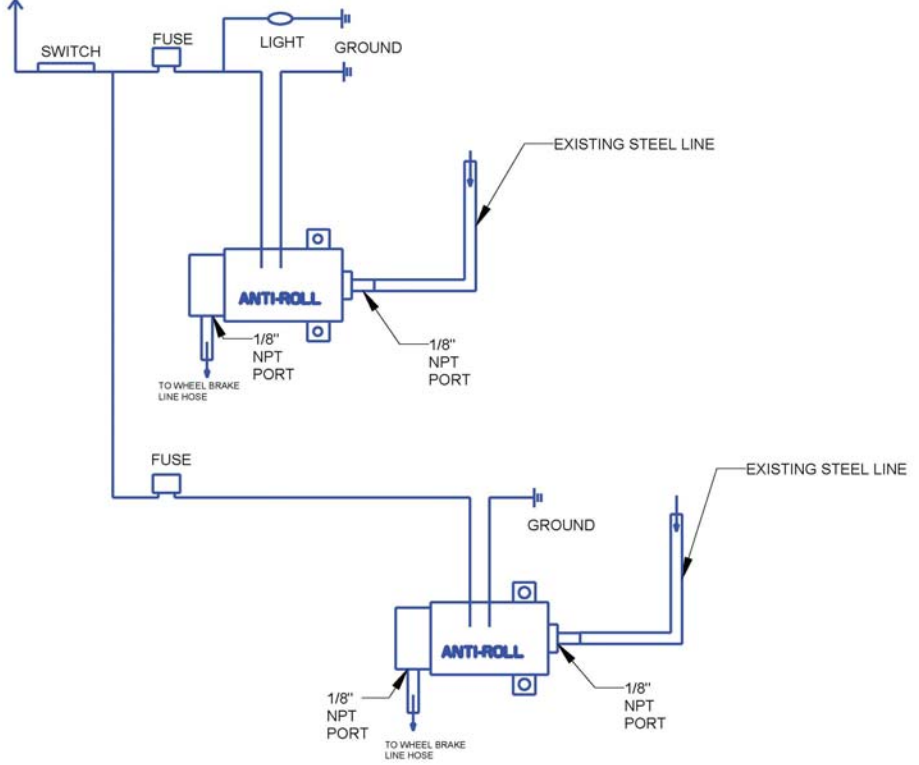 SWITCH
FUSE
LIGHT
GROUND
EXISTING STEEL LINE
ANTI-ROLL
1/8"
NPT
PORT
1/8"
NPT
PORT
TO WHEEL BRAKE
LINE HOSE
FUSE
GROUND
EXISTING STEEL LINE
ANTI-ROLL
1/8"
NPT
PORT
1/8"
NPT
PORT
TO WHEEL BRAKE
LINE HOSE